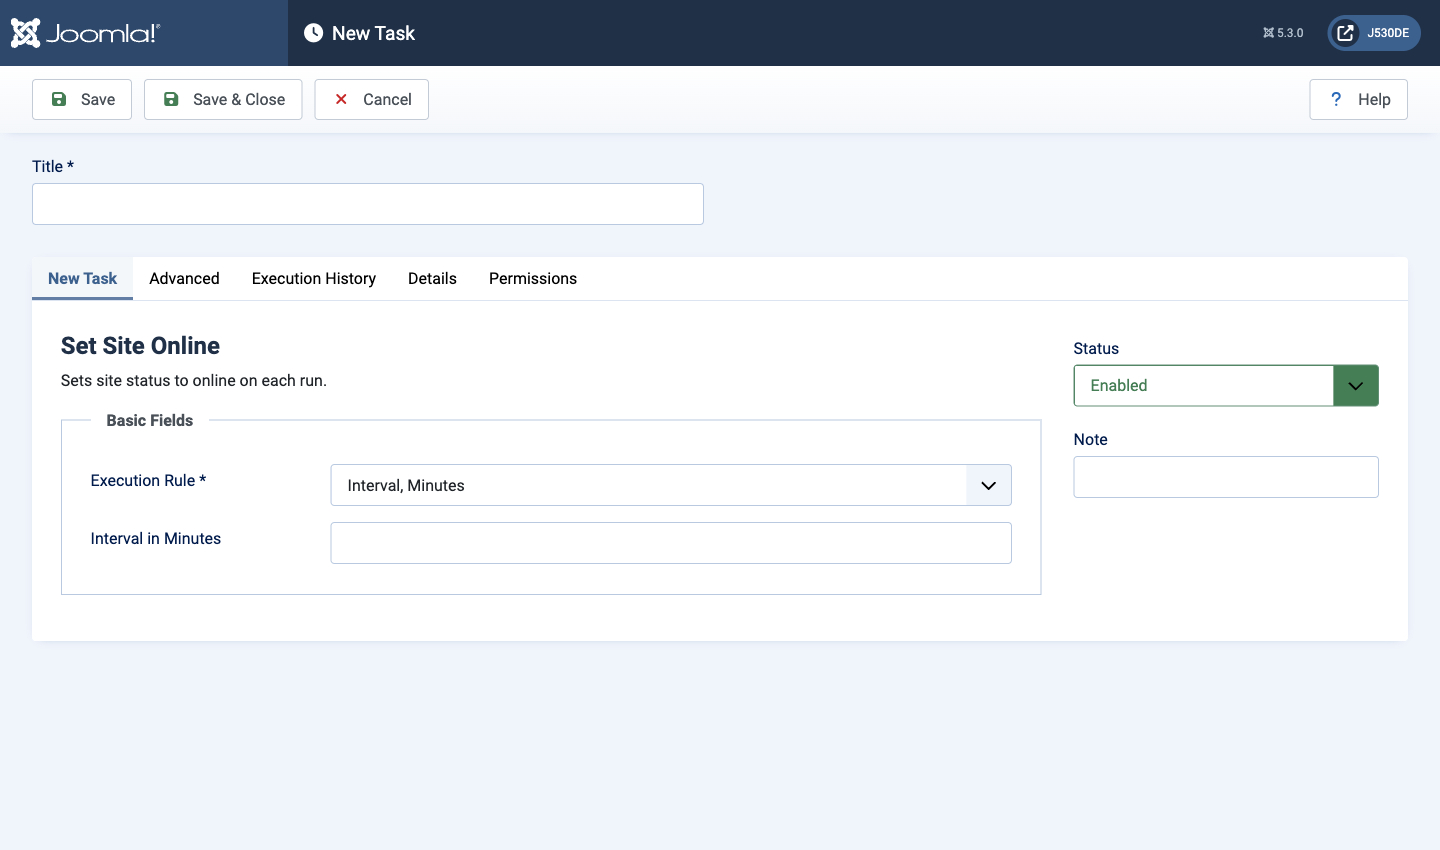 Joomla!®
New Task
5.3.0
J530DE
Save
Save & Close
Cancel
? Help
Title *
New Task
Advanced
Execution History
Details
Permissions
Set Site Online
Sets site status to online on each run.
Basic Fields
Execution Rule *
Interval, Minutes
Interval in Minutes
Status
Enabled
Note